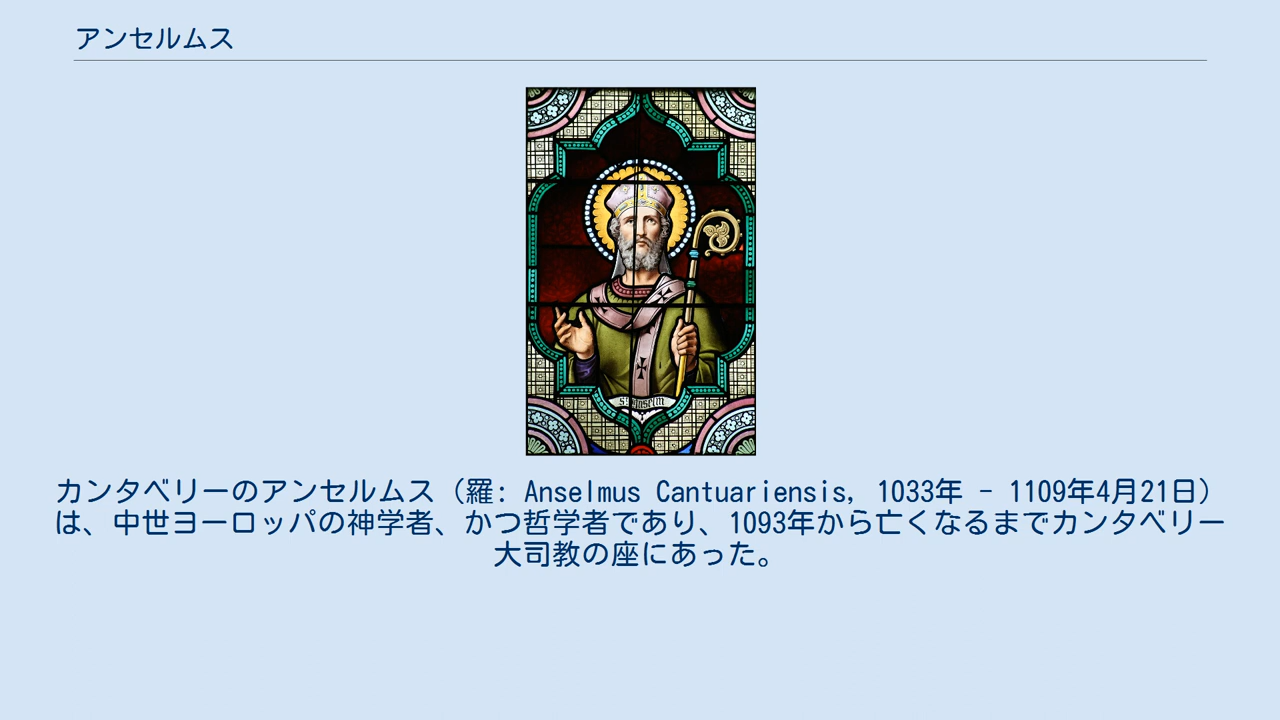 アンセルムス
St Anselm
カンタベリーのアンセルムス（羅: Anselmus Cantuariensis, 1033年 - 1109年4月21日）
は、中世ヨーロッパの神学者、かつ哲学者であり、1093年から亡くなるまでカンタベリー
大司教の座にあった。